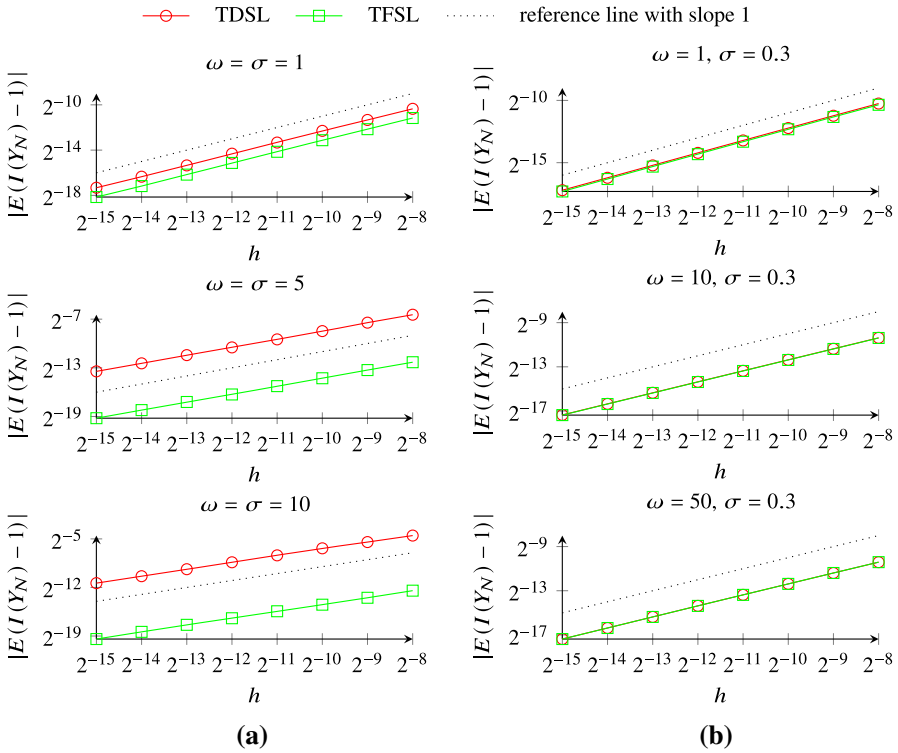 TDSL TFSL reference line with slope 1
ω = σ = 1
|E(I(Y_N) − 1)|
2^−10
2^−14
2^−18
2^−15 2^−14 2^−13 2^−12 2^−11 2^−10 2^−9 2^−8
h
ω = σ = 5
|E(I(Y_N) − 1)|
2^−7
2^−13
2^−19
2^−15 2^−14 2^−13 2^−12 2^−11 2^−10 2^−9 2^−8
h
ω = σ = 10
|E(I(Y_N) − 1)|
2^−5
2^−12
2^−19
2^−15 2^−14 2^−13 2^−12 2^−11 2^−10 2^−9 2^−8
h
(a)
ω = 1, σ = 0.3
|E(I(Y_N) − 1)|
2^−10
2^−15
2^−15 2^−14 2^−13 2^−12 2^−11 2^−10 2^−9 2^−8
h
ω = 10, σ = 0.3
|E(I(Y_N) − 1)|
2^−9
2^−13
2^−17
2^−15 2^−14 2^−13 2^−12 2^−11 2^−10 2^−9 2^−8
h
ω = 50, σ = 0.3
|E(I(Y_N) − 1)|
2^−9
2^−13
2^−17
2^−15 2^−14 2^−13 2^−12 2^−11 2^−10 2^−9 2^−8
h
(b)